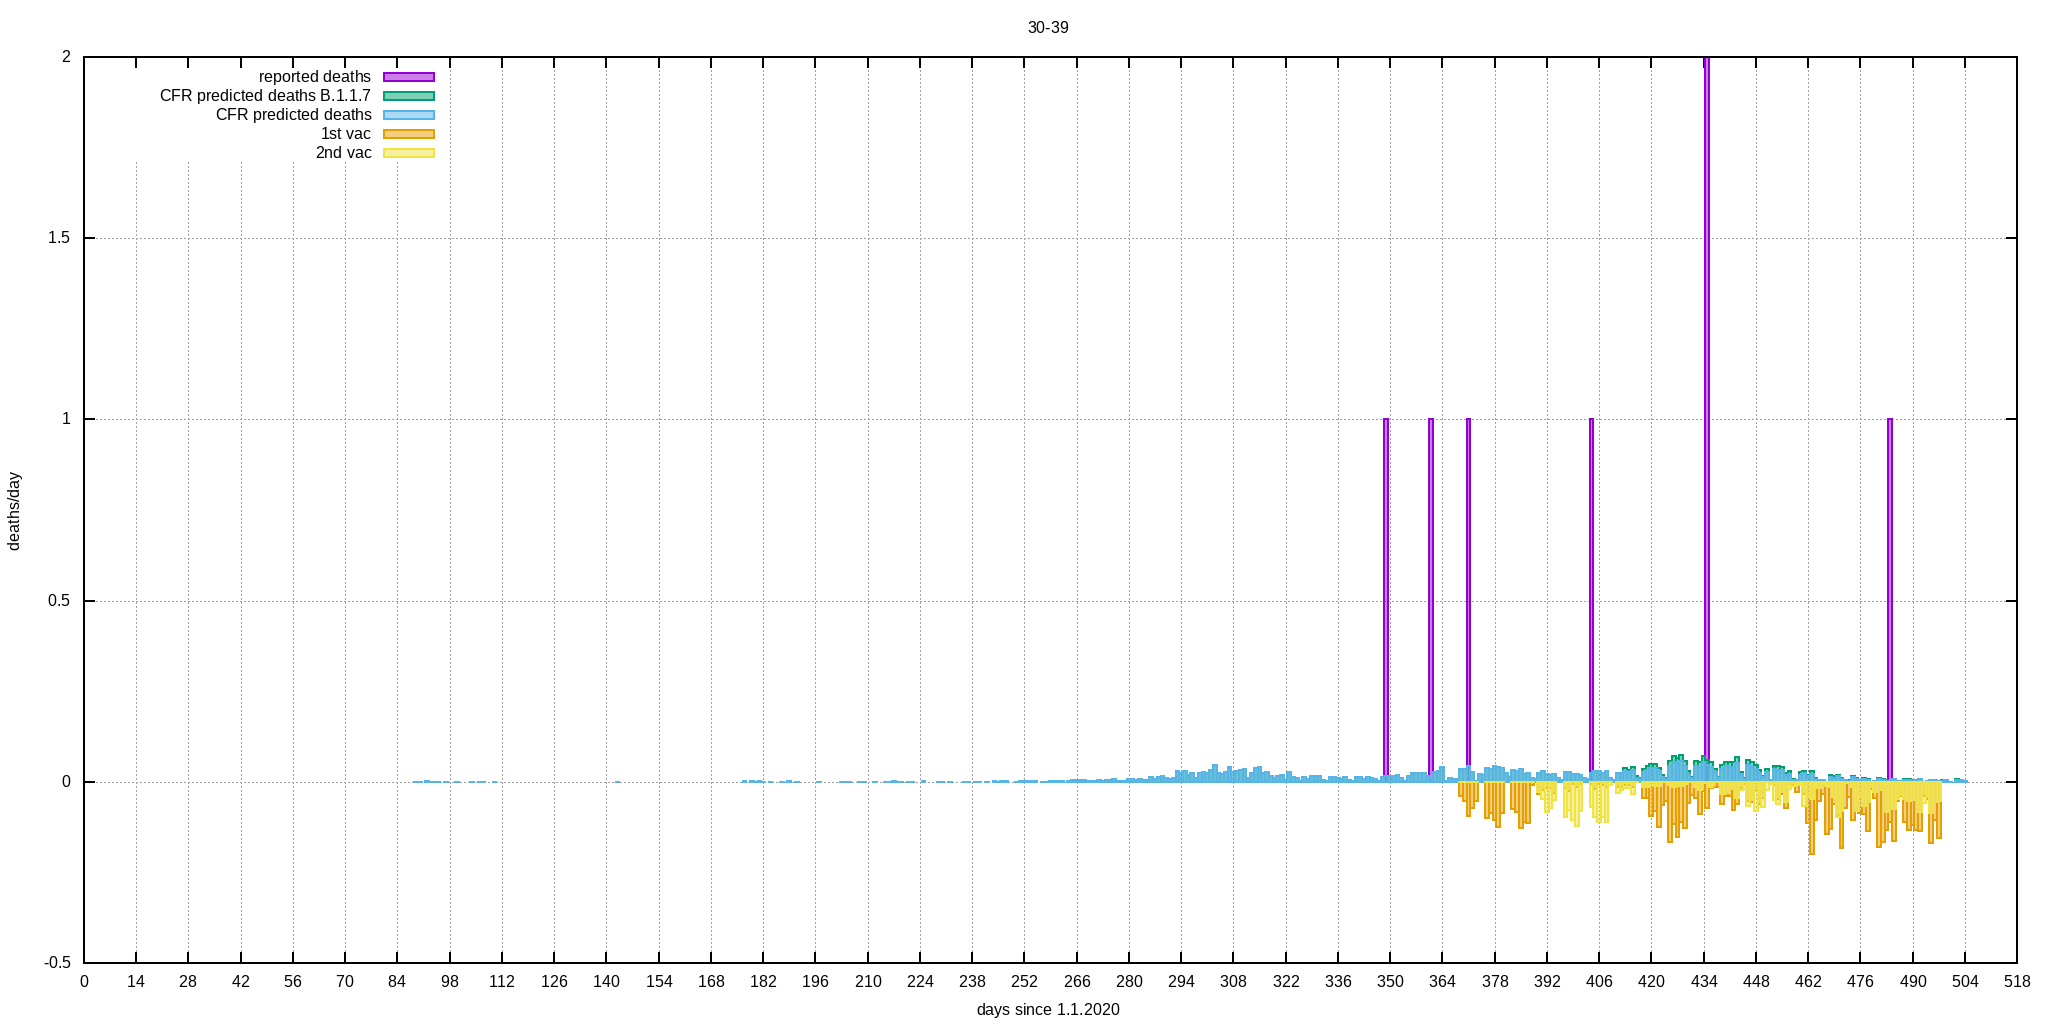 30-39
reported deaths
CFR predicted deaths B.1.1.7
CFR predicted deaths
1st vac
2nd vac
2
1.5
1
0.5
0
-0.5
deaths/day
0 14 28 42 56 70 84 98 112 126 140 154 168 182 196 210 224 238 252 266 280 294 308 322 336 350 364 378 392 406 420 434 448 462 476 490 504 518
days since 1.1.2020